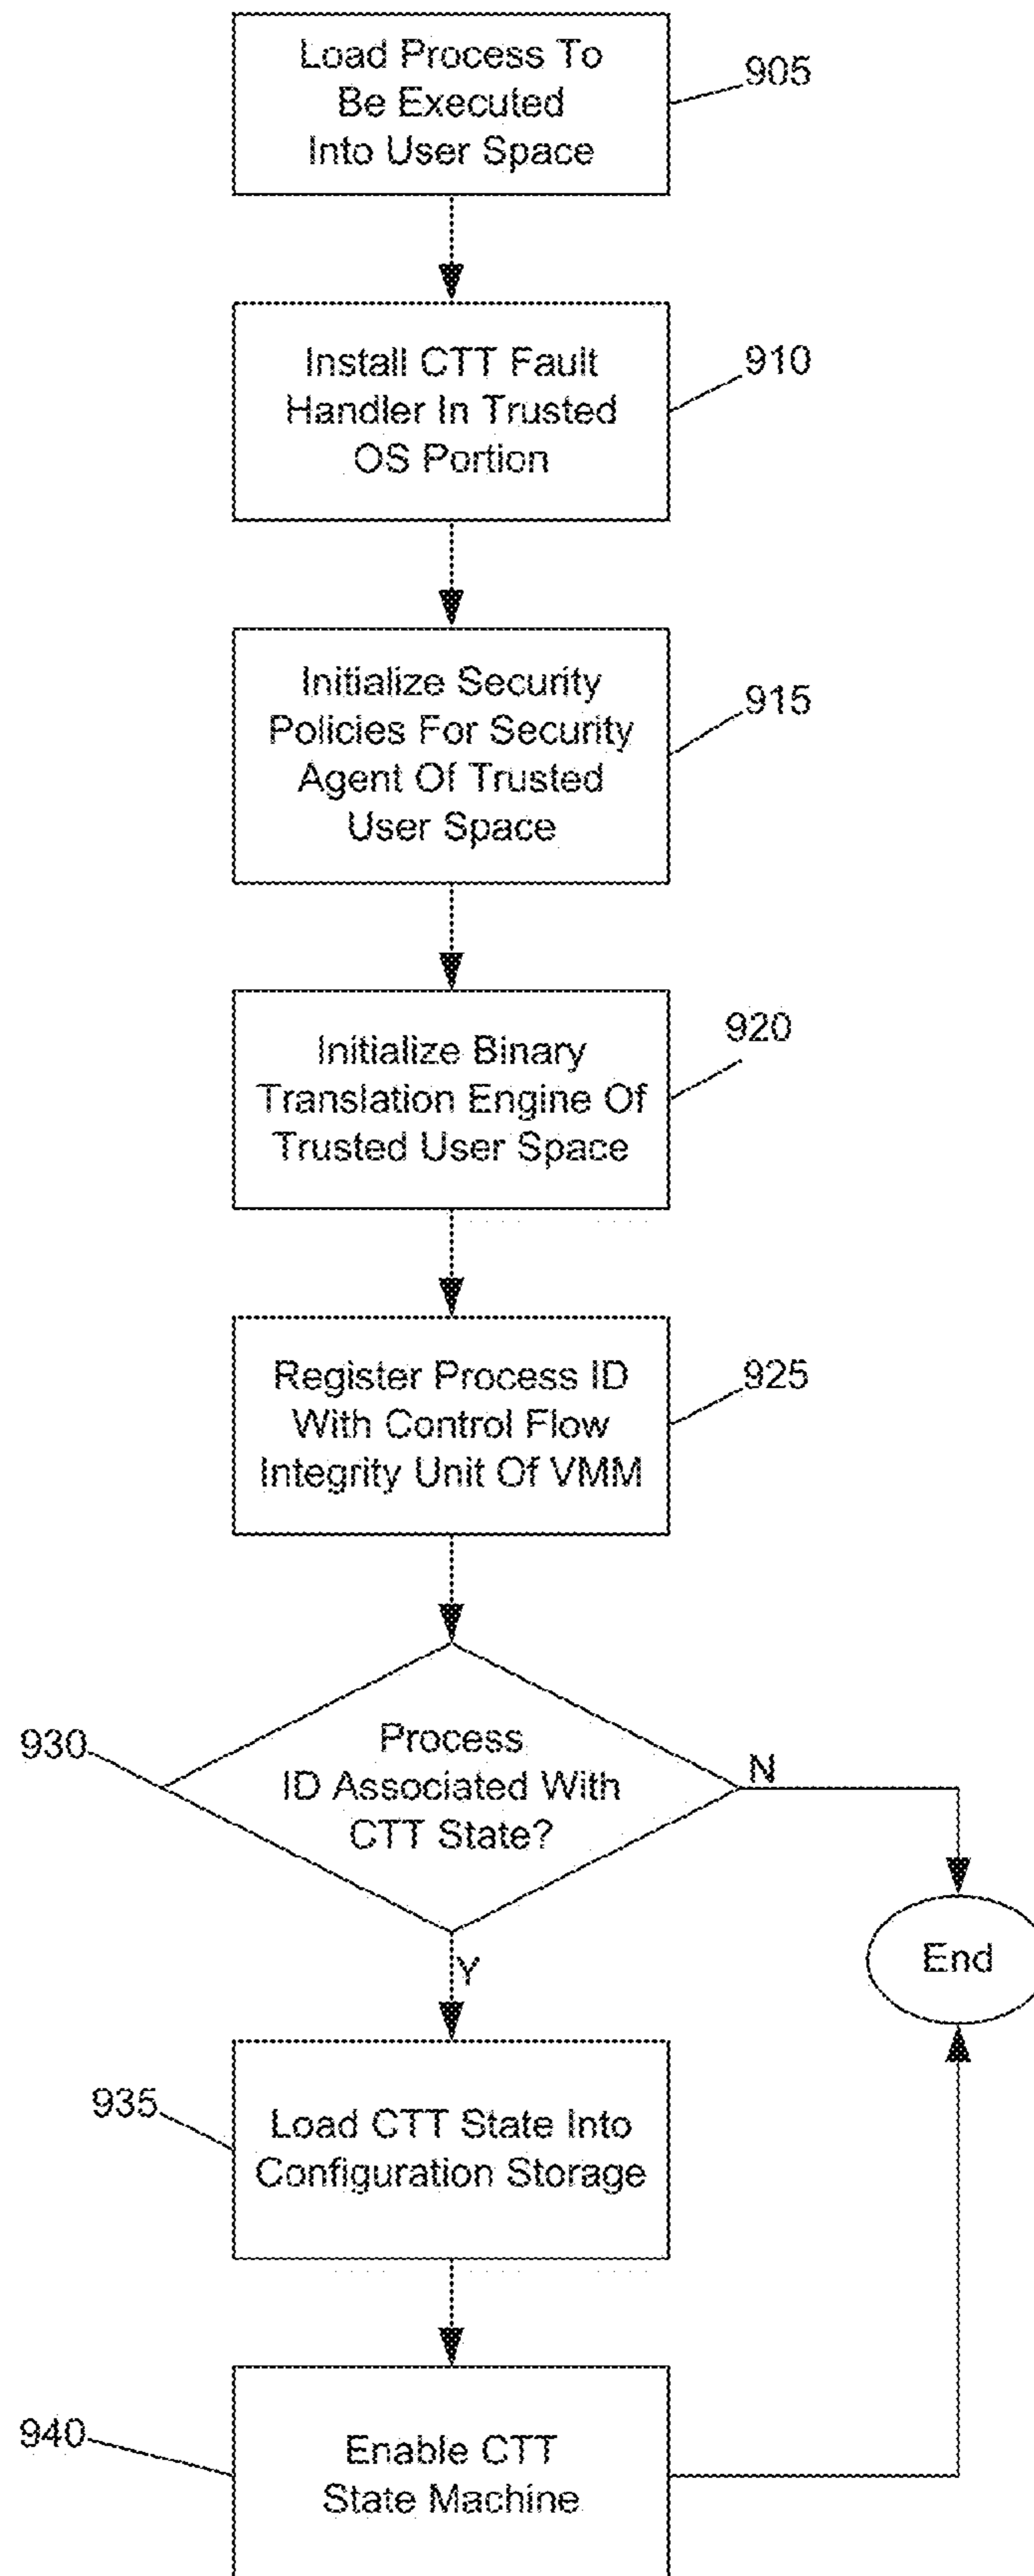 Load Process To
Be Executed
Into User Space
905
Install CTT Fault
Handler In Trusted
OS Portion
910
Initialize Security
Policies For Security
Agent Of Trusted
User Space
915
Initialize Binary
Translation Engine Of
Trusted User Space
920
Register Process ID
With Control Flow
Integrity Unit Of VMM
925
930
Process
ID Associated With
CTT State?
N
Y
End
935
Load CTT State Into
Configuration Storage
940
Enable CTT
State Machine